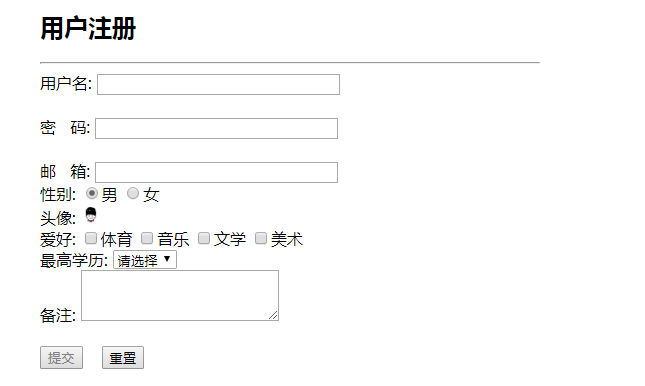 用户注册
用户名:
密 码:
邮 箱:
性别: 男 女
头像:
爱好: 体育 音乐 文学 美术
最高学历: 请选择
备注:
提交 重置